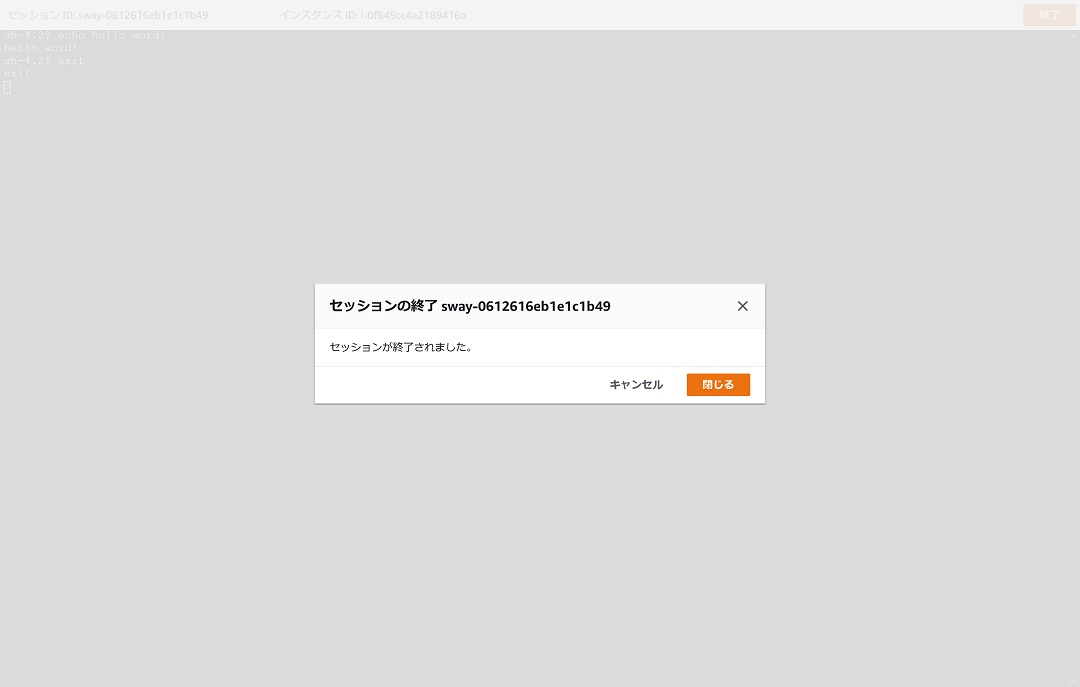 セッション ID: sway-0612616eb1e1c1b49 インスタンス ID: i-0f649cc4a2189416a 終了
sh-4.2$ echo hello word!
hello word!
sh-4.2$ exit
exit
セッションの終了 sway-0612616eb1e1c1b49
セッションが終了されました。
キャンセル 閉じる